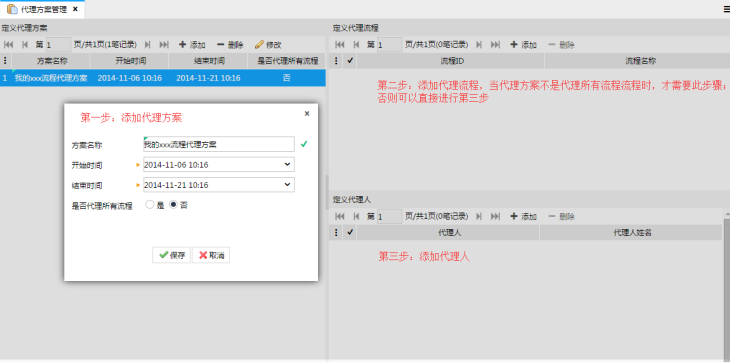 代理方案管理 ×
定义代理方案
第 1 页/共1页(1笔记录) 添加 删除 修改
方案名称 开始时间 结束时间 是否代理所有流程
1 我的xxx流程代理方案 2014-11-06 10:16 2014-11-21 10:16 否
第一步：添加代理方案 ×
方案名称 我的xxx流程代理方案
开始时间 2014-11-06 10:16
结束时间 2014-11-21 10:16
是否代理所有流程 是 否
保存 取消
定义代理流程
第 1 页/共1页(0笔记录) 添加 删除
流程ID 流程名称
第二步：添加代理流程，当代理方案不是代理所有流程流程时，才需要此步骤；
否则可以直接进行第三步
定义代理人
第 1 页/共1页(0笔记录) 添加 删除
代理人 代理人姓名
第三步：添加代理人